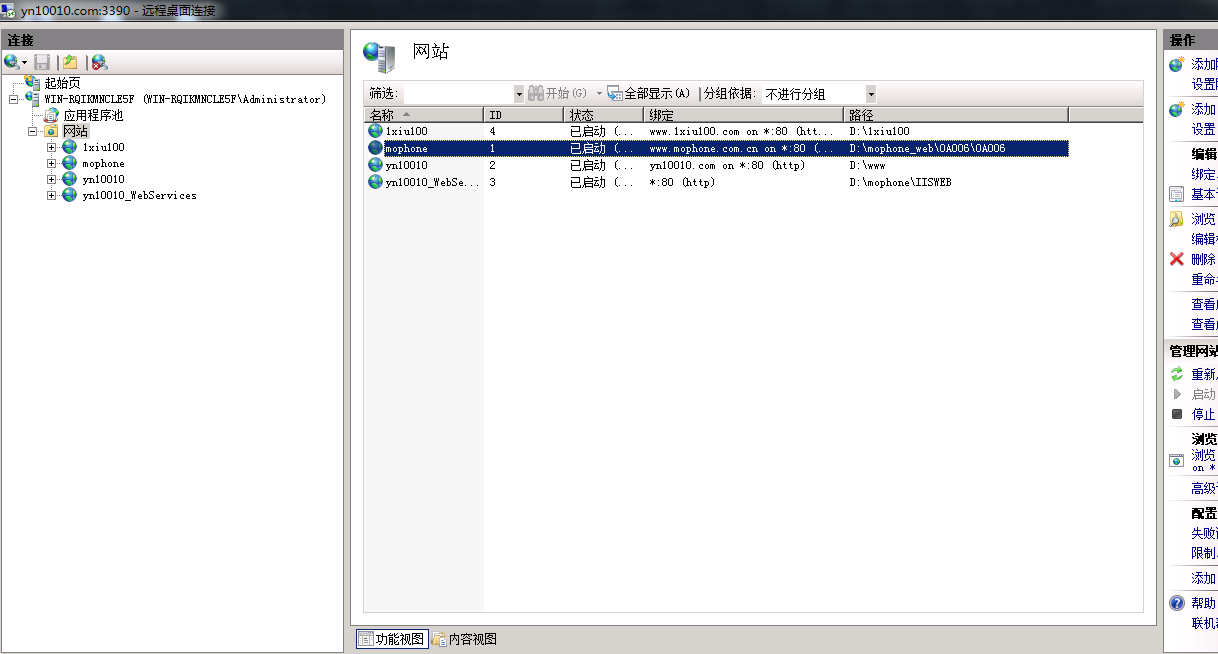 yn10010.com:3390 - 远程桌面连接
连接
起始页
WIN-RQIKMNCLE5F (WIN-RQIKMNCLE5F\Administrator)
应用程序池
网站
1xiu100
mophone
yn10010
yn10010_WebServices
网站
筛选: 开始(G) 全部显示(A) 分组依据: 不进行分组
名称 ID 状态 绑定 路径
1xiu100 4 已启动 (... www.1xiu100.com on *:80 (htt... D:\1xiu100
mophone 1 已启动 (... www.mophone.com.cn on *:80 (... D:\mophone_web\OA006\OA006
yn10010 2 已启动 (... yn10010.com on *:80 (http) D:\www
yn10010_WebSe... 3 已启动 (... *:80 (http) D:\mophone\IISWEB
功能视图 内容视图
操作
添加
设置
添加
设置
编辑
绑定
基本
浏览
编辑
删除
重命
查看
查看
管理网站
重新
启动
停止
浏览
浏览
on *
高级
配置
失败
限制
添加
帮助
联机